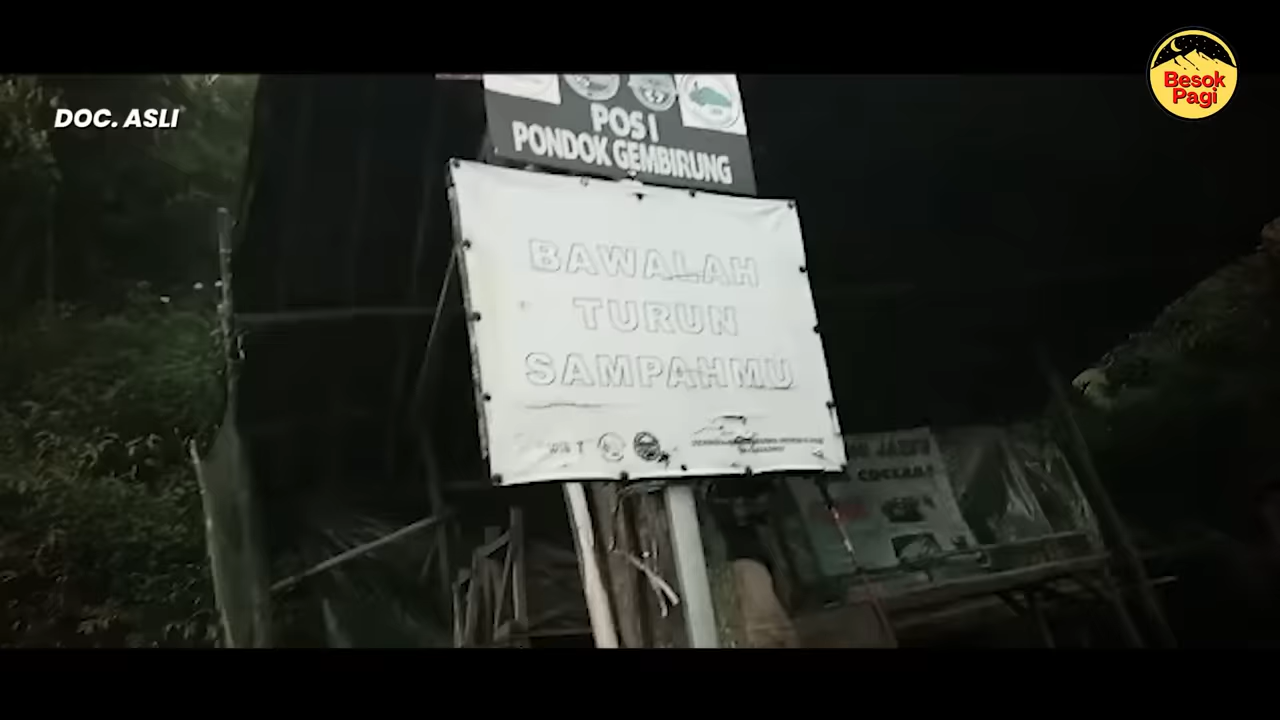 DOC. ASLI
Besok
Pagi
POS I
PONDOK GEMBIRUNG
BAWALAH
TURUN
SAMPAHMU